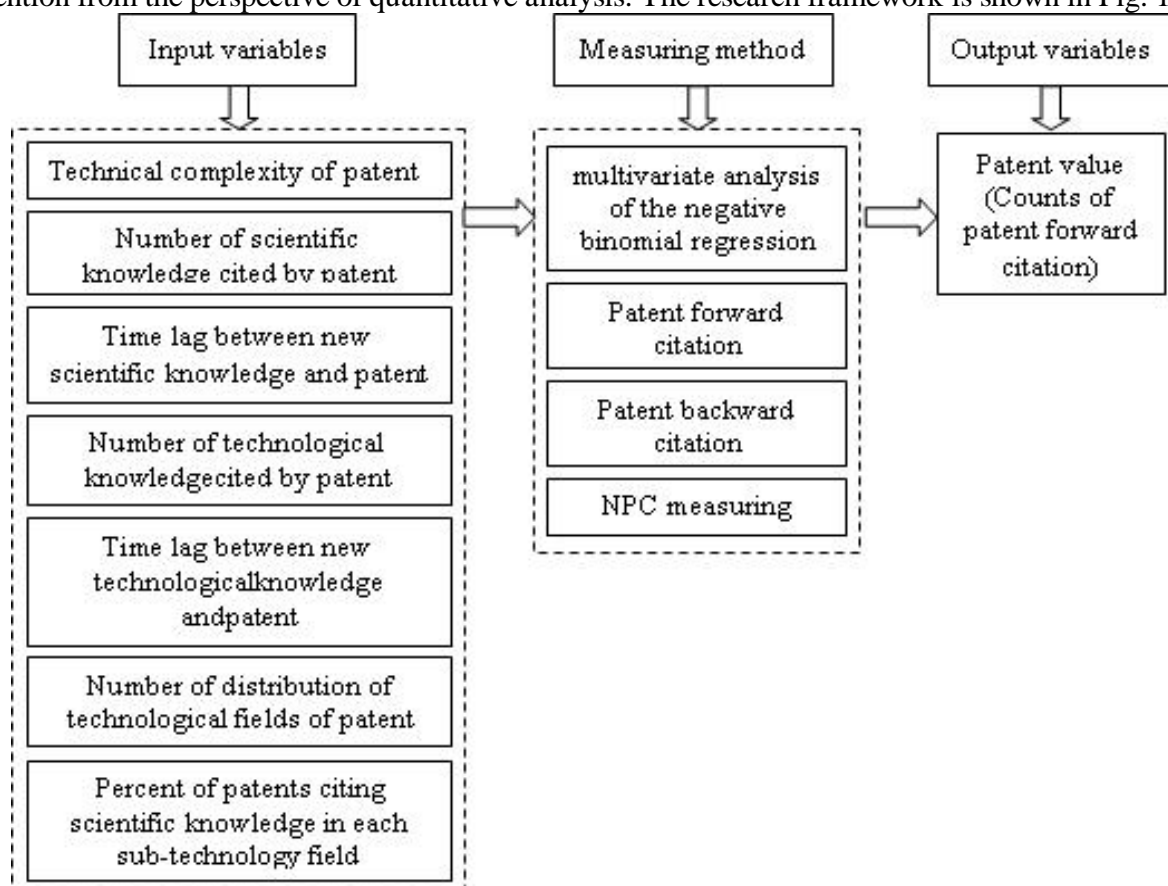 ention from the perspective of quantitative analysis. The research framework is shown in Fig. 1
Input variables
Technical complexity of patent
Number of scientific
knowledge cited by patent
Time lag between new
scientific knowledge and patent
Number of technological
knowledgecited by patent
Time lag between new
technologicalknowledge
andpatent
Number of distribution of
technological fields of patent
Percent of patents citing
scientific knowledge in each
sub-technology field
Measuring method
multivariate analysis
of the negative
binomial regression
Patent forward
citation
Patent backward
citation
NPC measuring
Output variables
Patent value
(Counts of
patent forward
citation)